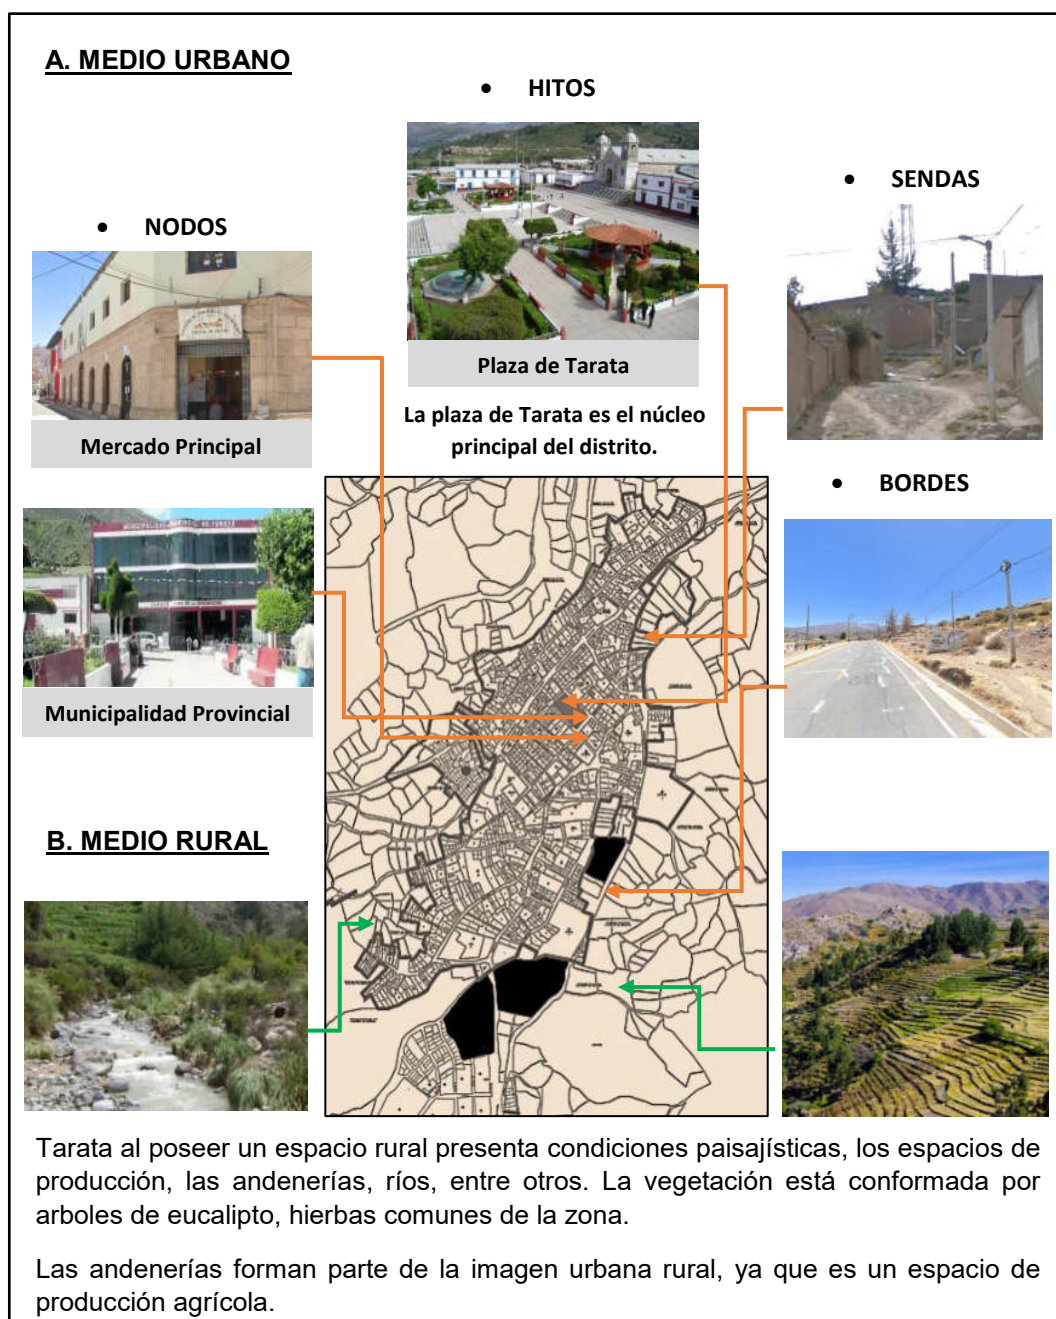 A. MEDIO URBANO
• HITOS
• SENDAS
• NODOS
Plaza de Tarata
La plaza de Tarata es el núcleo
principal del distrito.
Mercado Principal
• BORDES
Municipalidad Provincial
B. MEDIO RURAL
Tarata al poseer un espacio rural presenta condiciones paisajísticas, los espacios de
producción, las andenerías, ríos, entre otros. La vegetación está conformada por
arboles de eucalipto, hierbas comunes de la zona.
Las andenerías forman parte de la imagen urbana rural, ya que es un espacio de
producción agrícola.